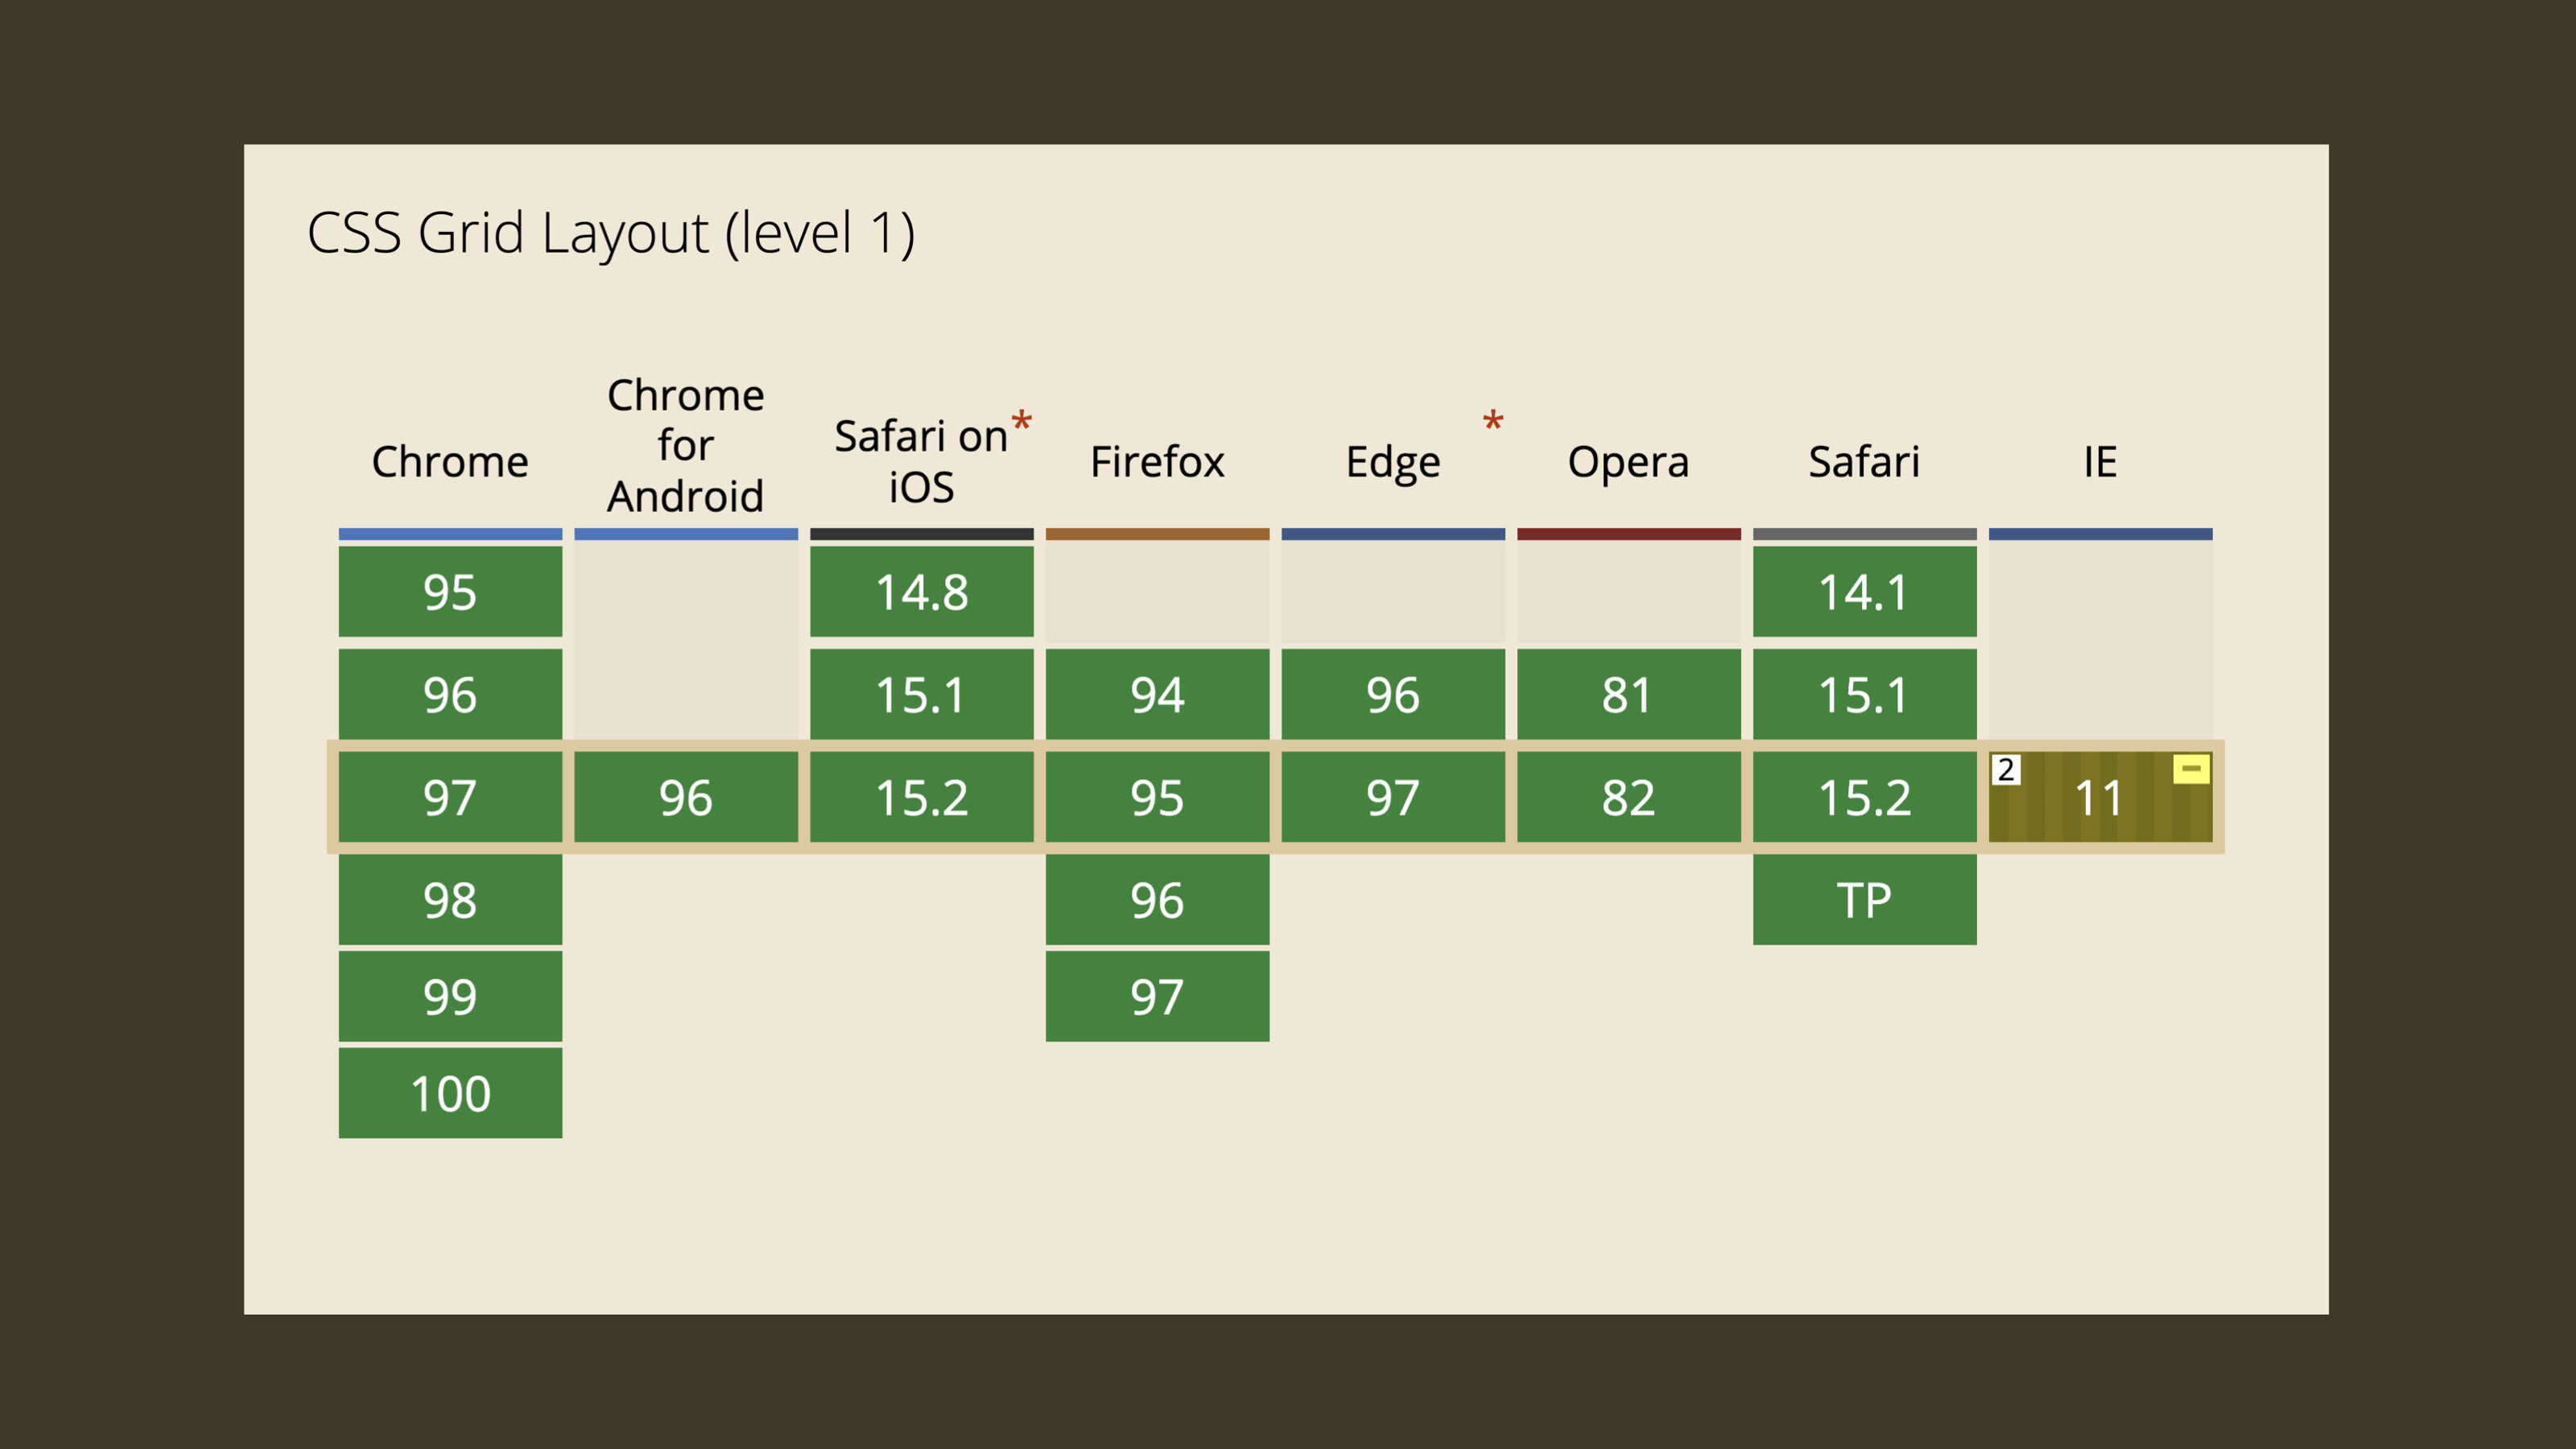 CSS Grid Layout (level 1)
Chrome
Chrome
for
Android
Safari on*
iOS
Firefox
Edge *
Opera
Safari
IE
95 14.8 14.1
96 15.1 94 96 81 15.1
97 96 15.2 95 97 82 15.2 2 11 -
98 96 TP
99 97
100